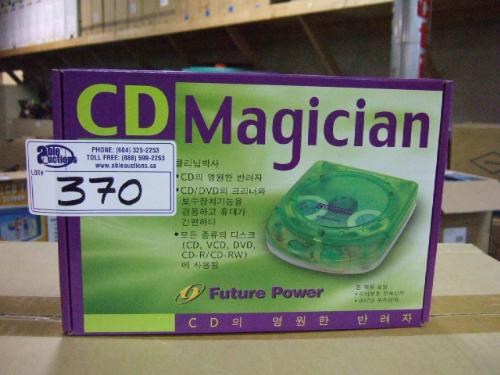 CD Magician
able auctions
PHONE: (604) 325-2253
TOLL FREE: (888) 599-2253
www.ableauctions.ca
LOT#
370
클리닝박사
• CD의 영원한 반려자
• CD/DVD의 크리너와
보수장치기능을
겸용하고 휴대가
간편하다
• 모든 종류의 디스크
(CD, VCD, DVD,
CD-R/CD-RW)
에 사용됨
Future Power
CD의 영원한 반려자